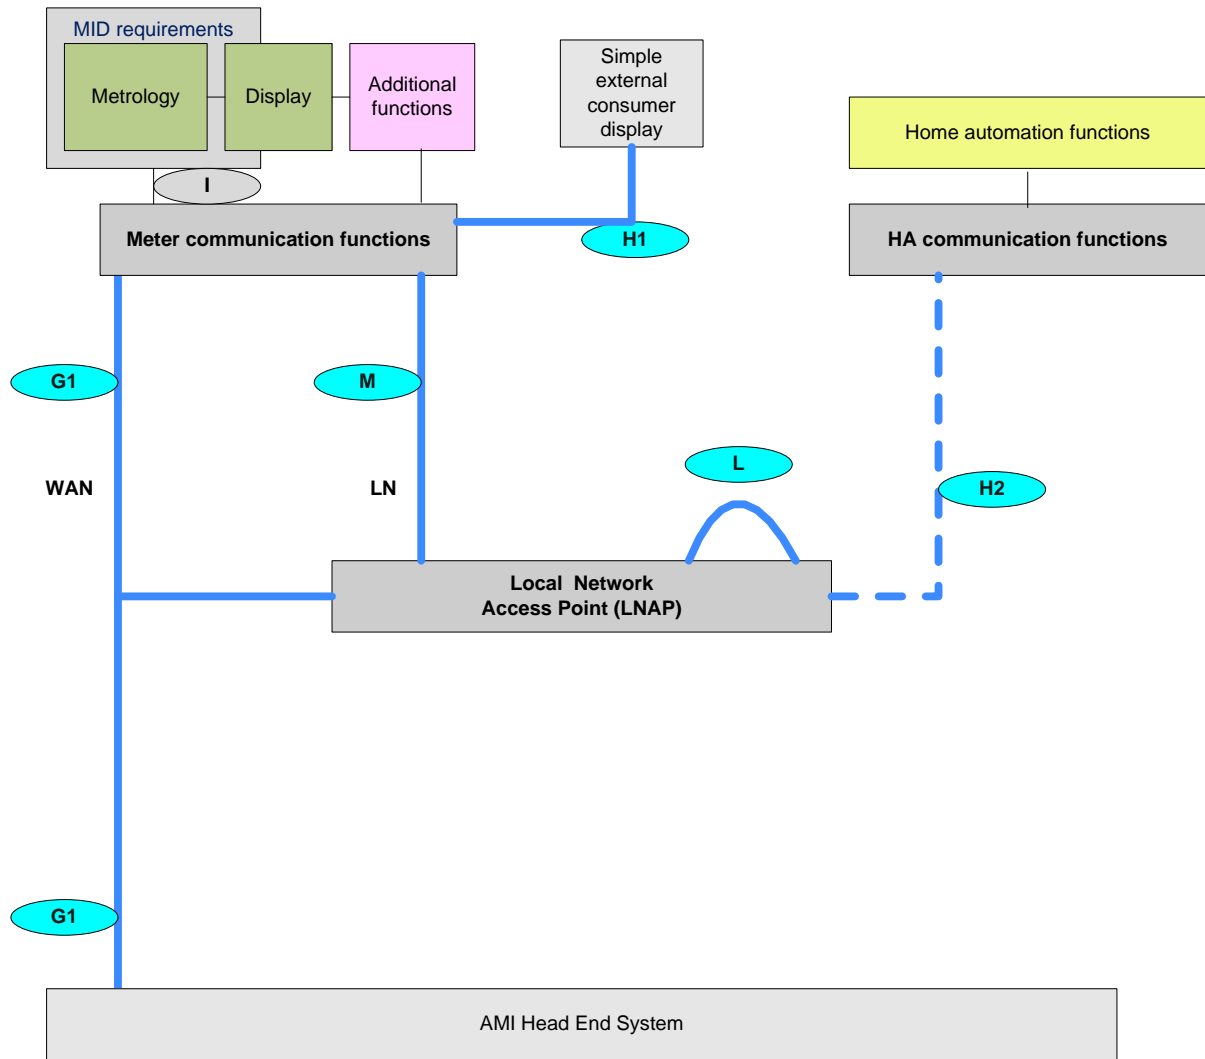 MID requirements
Metrology
Display
Additional
functions
Simple
external
consumer
display
Home automation functions
I
Meter communication functions
H1
HA communication functions
G1
M
L
WAN
LN
H2
Local Network
Access Point (LNAP)
G1
AMI Head End System